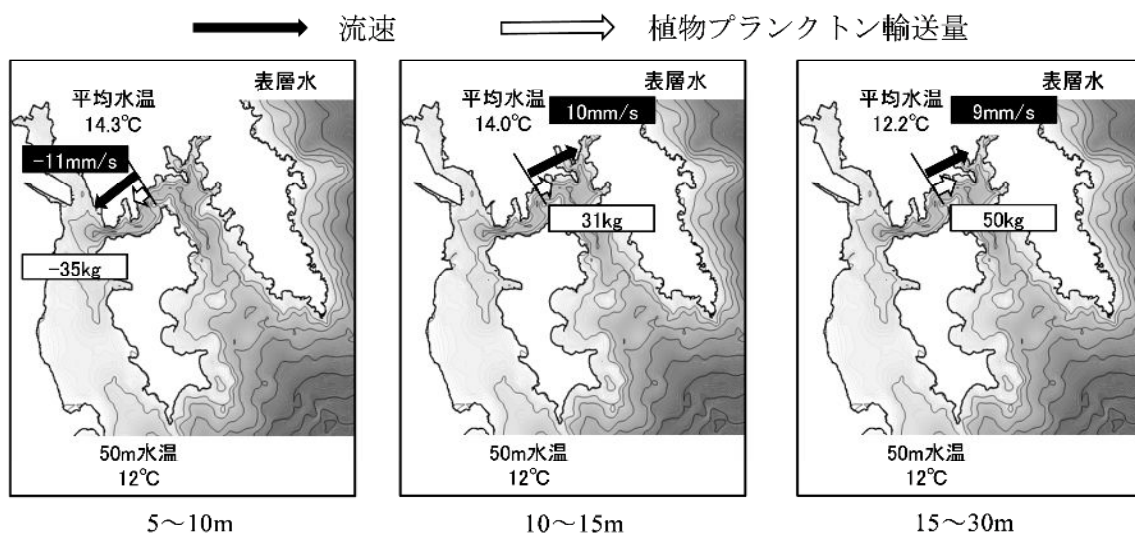 流速 植物プランクトン輸送量
表層水
平均水温
14.3℃
-11mm/s
-35kg
50m水温
12℃
5～10m
表層水
平均水温
14.0℃
10mm/s
31kg
50m水温
12℃
10～15m
表層水
平均水温
12.2℃
9mm/s
50kg
50m水温
12℃
15～30m